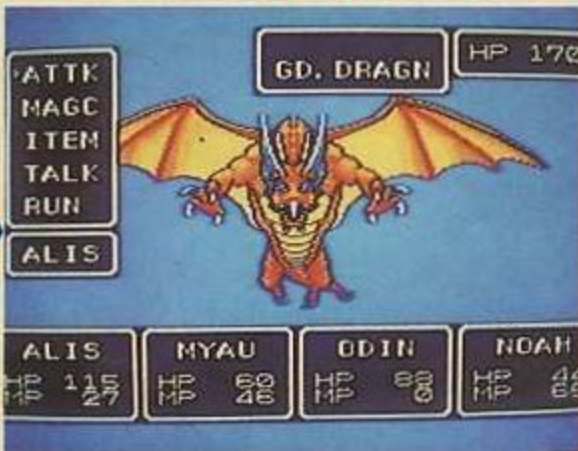 ATTK
MAGC
ITEM
TALK
RUN
ALIS
GD. DRAGN
HP 170
ALIS
HP 115
MP 27
MYAU
HP 60
MP 46
ODIN
HP 88
MP 0
NOAH
HP
MP